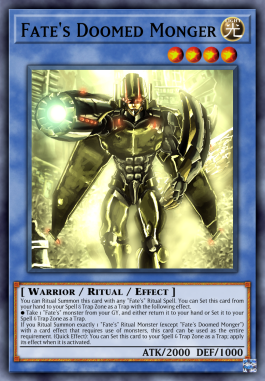 FATE'S DOOMED MONGER
LIGHT
光
[ WARRIOR / RITUAL / EFFECT ]
You can Ritual Summon this card with any "Fate's" Ritual Spell. You can Set this card
from your hand to your Spell & Trap Zone as a Trap with the following effect.
● Take 1 "Fate's" monster from your GY, and either return it to your hand or Set it to your
Spell & Trap Zone as a Trap.
If you Ritual Summon exactly 1 "Fate's" Ritual Monster (except "Fate's Doomed Monger")
with a card effect that requires use of monsters, this card can be used as the entire
requirement. (Quick Effect): You can Set this card to your Spell & Trap Zone as a Trap; apply
its effect when it is activated.
ATK/2000 DEF/1000